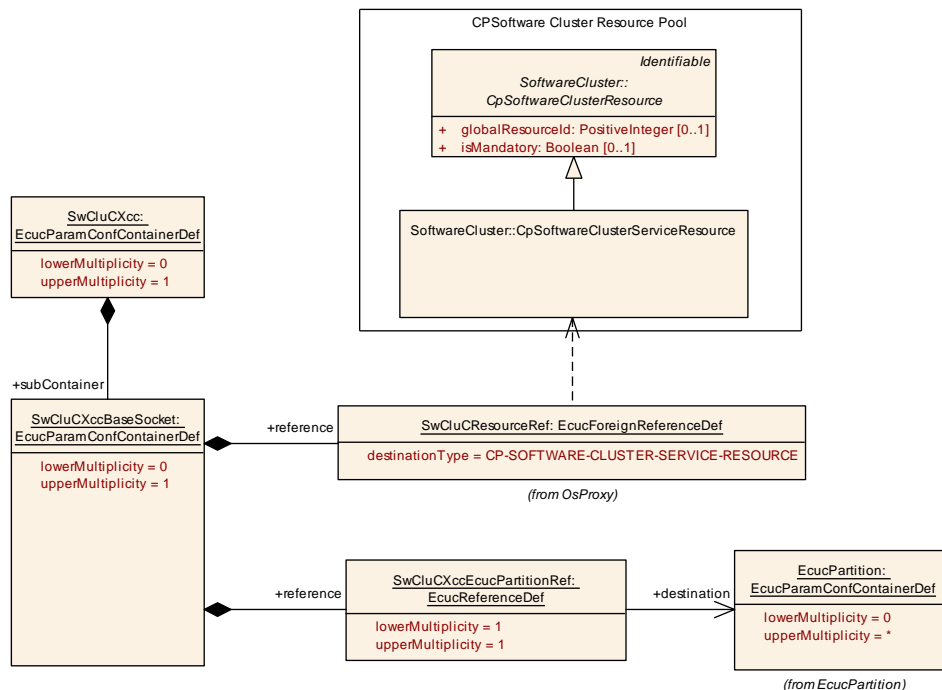 CPSoftware Cluster Resource Pool
Identifiable
SoftwareCluster::
CpSoftwareClusterResource
+ globalResourceId: PositiveInteger [0..1]
+ isMandatory: Boolean [0..1]
SoftwareCluster::CpSoftwareClusterServiceResource
SwCluCXcc:
EcucParamConfContainerDef
lowerMultiplicity = 0
upperMultiplicity = 1
+subContainer
SwCluCXccBaseSocket:
EcucParamConfContainerDef
lowerMultiplicity = 0
upperMultiplicity = 1
+reference
SwCluCResourceRef: EcucForeignReferenceDef
destinationType = CP-SOFTWARE-CLUSTER-SERVICE-RESOURCE
(from OsProxy)
+reference
SwCluCXccEcucPartitionRef:
EcucReferenceDef
lowerMultiplicity = 1
upperMultiplicity = 1
+destination
EcucPartition:
EcucParamConfContainerDef
lowerMultiplicity = 0
upperMultiplicity = *
(from EcucPartition)